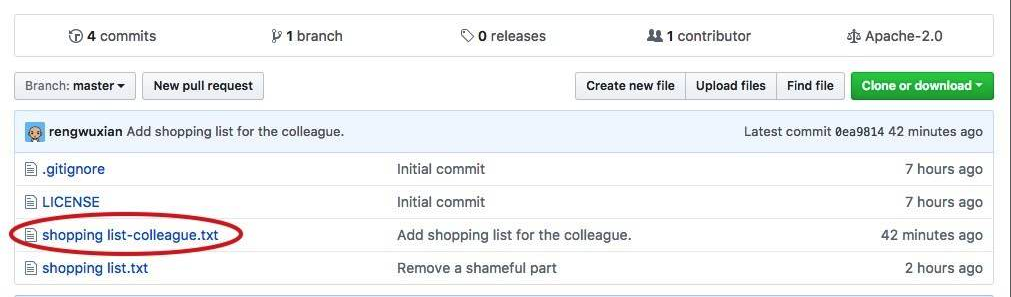 4 commits 1 branch 0 releases 1 contributor Apache-2.0
Branch: master New pull request Create new file Upload files Find file Clone or download
rengwuxian Add shopping list for the colleague. Latest commit 0ea9814 42 minutes ago
.gitignore Initial commit 7 hours ago
LICENSE Initial commit 7 hours ago
shopping list-colleague.txt Add shopping list for the colleague. 42 minutes ago
shopping list.txt Remove a shameful part 2 hours ago